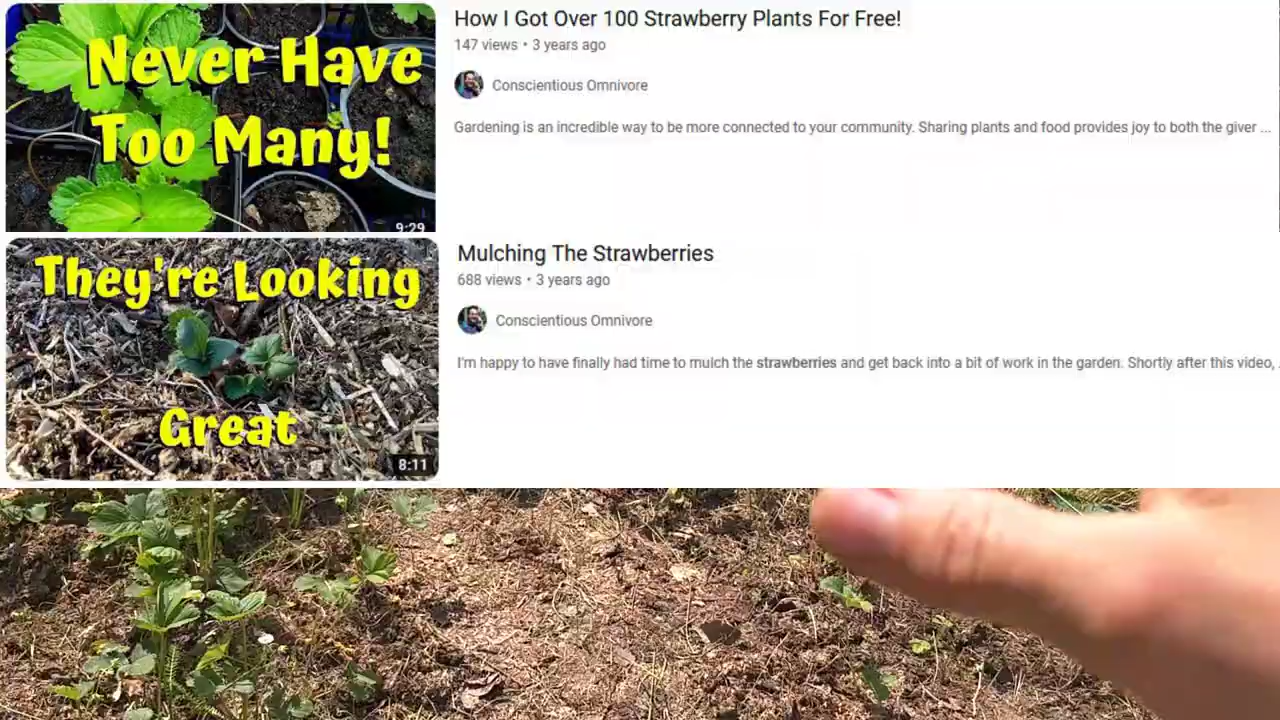 Never Have
Too Many!
9:29
How I Got Over 100 Strawberry Plants For Free!
147 views • 3 years ago
Conscientious Omnivore
Gardening is an incredible way to be more connected to your community. Sharing plants and food provides joy to both the giver ...
They're Looking
Great
8:11
Mulching The Strawberries
688 views • 3 years ago
Conscientious Omnivore
I'm happy to have finally had time to mulch the strawberries and get back into a bit of work in the garden. Shortly after this video, .